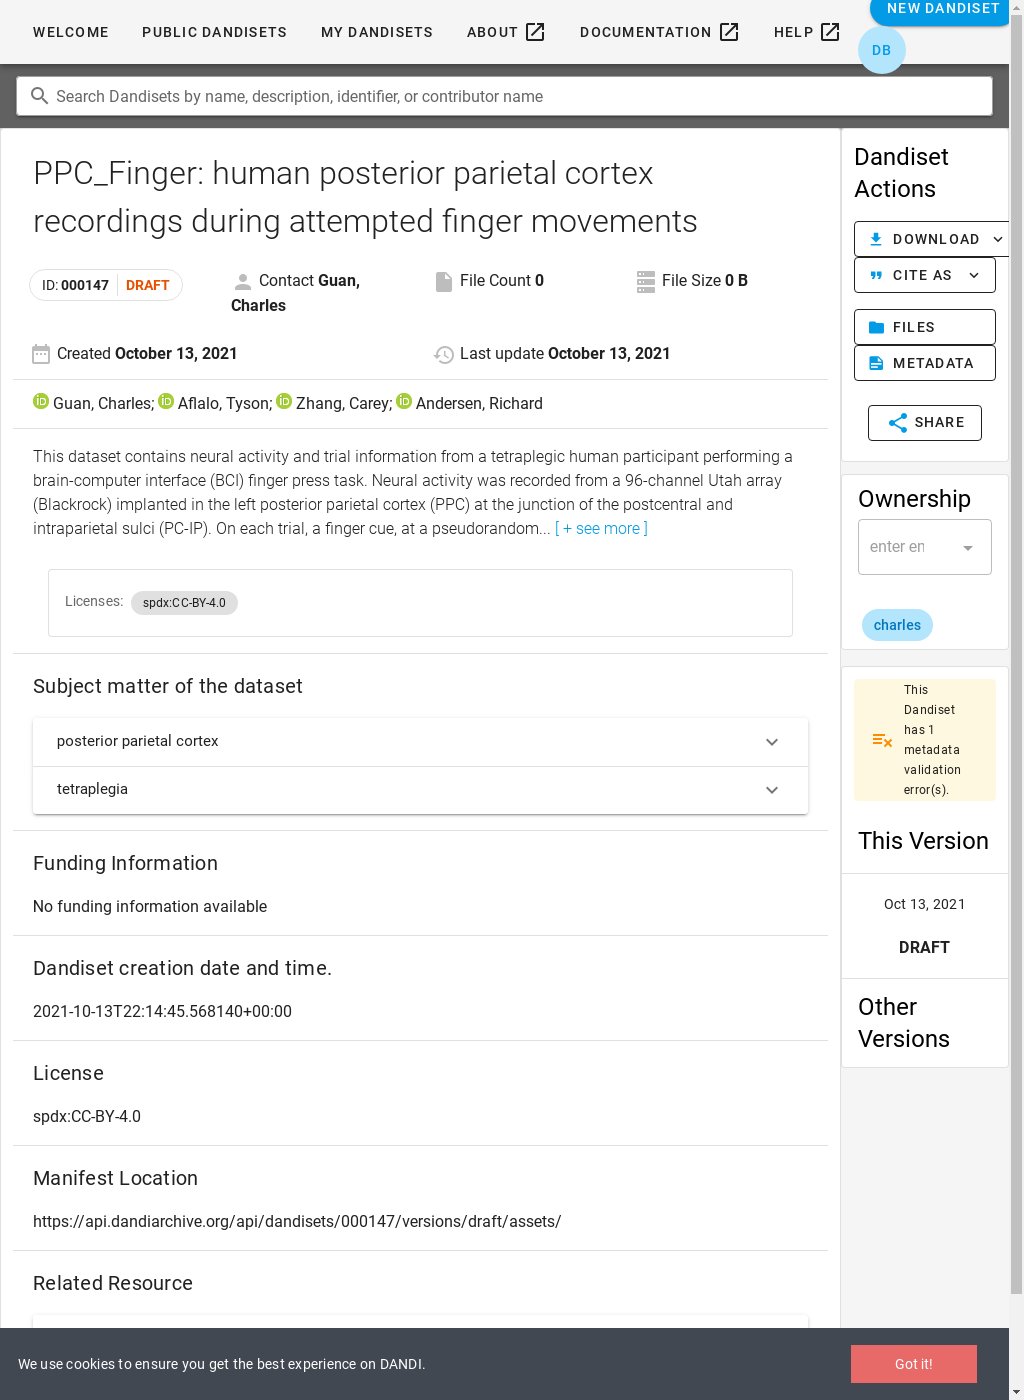 NEW DANDISET
WELCOME PUBLIC DANDISETS MY DANDISETS ABOUT DOCUMENTATION HELP
DB
Search Dandisets by name, description, identifier, or contributor name
PPC_Finger: human posterior parietal cortex
recordings during attempted finger movements
ID: 000147 DRAFT
Contact Guan,
Charles
File Count 0
File Size 0 B
Created October 13, 2021
Last update October 13, 2021
Guan, Charles; Aflalo, Tyson; Zhang, Carey; Andersen, Richard
This dataset contains neural activity and trial information from a tetraplegic human participant performing a
brain-computer interface (BCI) finger press task. Neural activity was recorded from a 96-channel Utah array
(Blackrock) implanted in the left posterior parietal cortex (PPC) at the junction of the postcentral and
intraparietal sulci (PC-IP). On each trial, a finger cue, at a pseudorandom... [ + see more ]
Licenses: spdx:CC-BY-4.0
Subject matter of the dataset
posterior parietal cortex
tetraplegia
Funding Information
No funding information available
Dandiset creation date and time.
2021-10-13T22:14:45.568140+00:00
License
spdx:CC-BY-4.0
Manifest Location
https://api.dandiarchive.org/api/dandisets/000147/versions/draft/assets/
Related Resource
Dandiset
Actions
DOWNLOAD
CITE AS
FILES
METADATA
SHARE
Ownership
enter en
charles
This
Dandiset
has 1
metadata
validation
error(s).
This Version
Oct 13, 2021
DRAFT
Other
Versions
We use cookies to ensure you get the best experience on DANDI.
Got it!